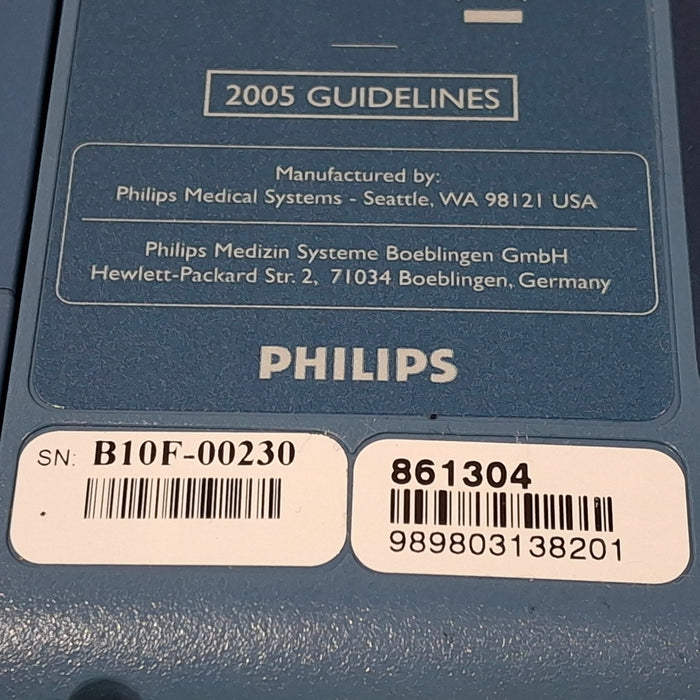 2005 GUIDELINES
Manufactured by:
Philips Medical Systems - Seattle, WA 98121 USA
Philips Medizin Systeme Boeblingen GmbH
Hewlett-Packard Str. 2, 71034 Boeblingen, Germany
PHILIPS
SN: B10F-00230
861304
989803138201